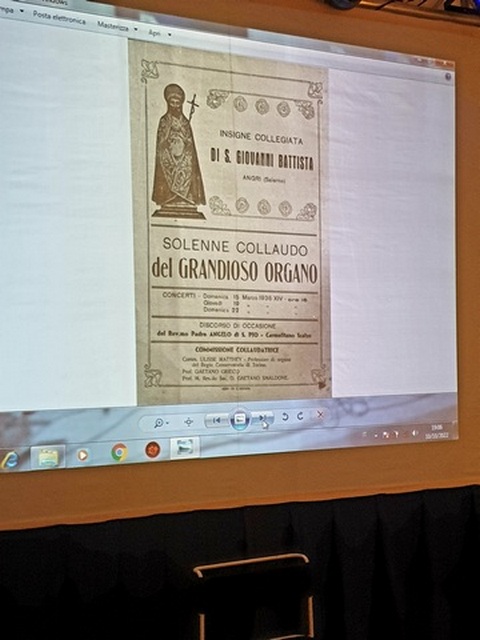 Posta elettronica Masterizza Apri
INSIGNE COLLEGIATA
DI S. GIOVANNI BATTISTA
ANGRI (Salerno)
SOLENNE COLLAUDO
del GRANDIOSO ORGANO
CONCERTI - Domenica 15 Marzo 1936 XIV - ore 16
Giovedì 19 " "
Domenica 22 " "
DISCORSO DI OCCASIONE
del Rev.mo Padre ANGELO di S. PIO - Carmelitano Scalzo
COMMISSIONE COLLAUDATRICE
Comm. ULISSE MATTHEY - Professore di organo
del Regio Conservatorio di Torino
Prof. GAETANO GRIECO
Prof. M. Rev.do Sac. D. GAETANO SMALDONE